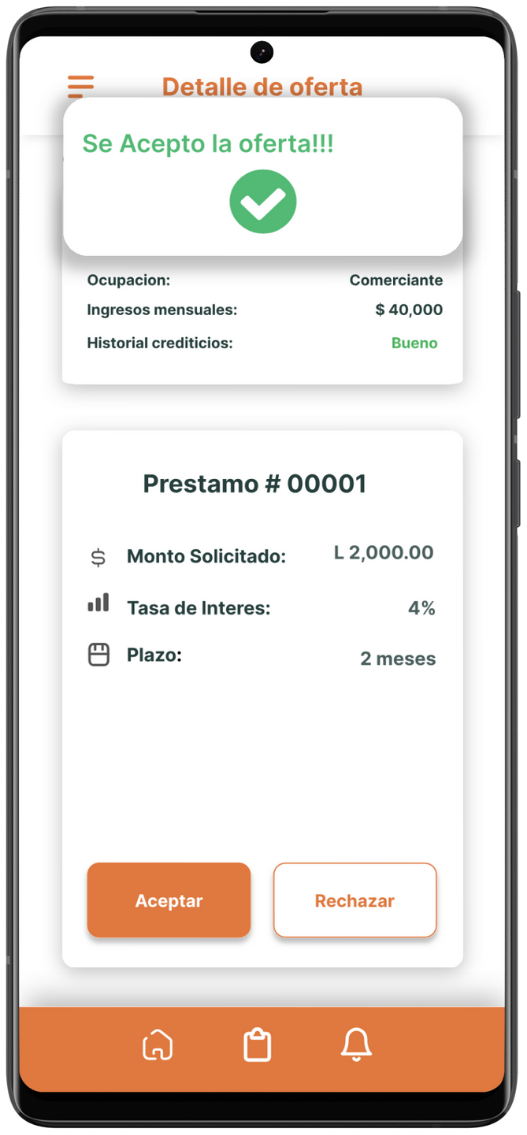 Detalle de oferta
Se Acepto la oferta!!!
Ocupacion: Comerciante
Ingresos mensuales: $ 40,000
Historial crediticios: Bueno
Prestamo # 00001
$ Monto Solicitado: L 2,000.00
Tasa de Interes: 4%
Plazo: 2 meses
Aceptar Rechazar